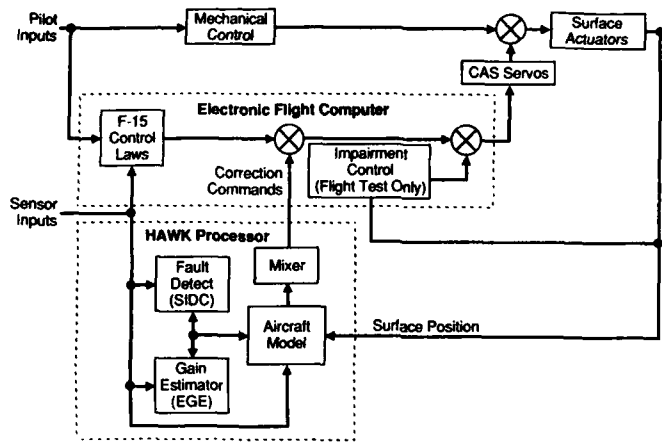 Pilot
Inputs
Mechanical
Control
Surface
Actuators
CAS Servos
Electronic Flight Computer
F-15
Control
Laws
Impairment
Control
(Flight Test Only)
Correction
Commands
Sensor
Inputs
HAWK Processor
Mixer
Fault
Detect
(SIDC)
Aircraft
Model
Surface Position
Gain
Estimator
(EGE)